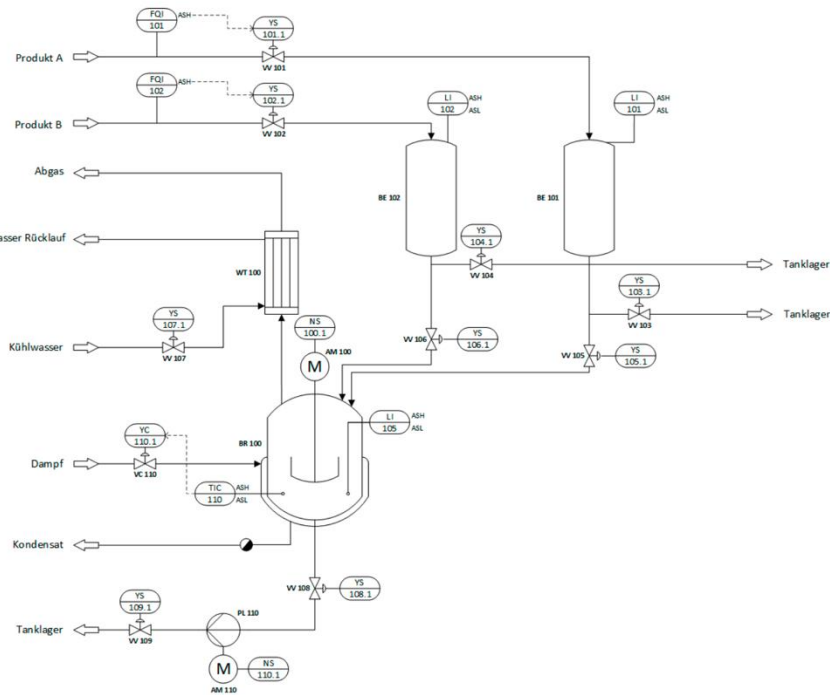 FQI ASH
101
YS
101.1
Produkt A
VV 101
FQI ASH
102
YS
102.1
Produkt B
VV 102
LI ASH
102 ASL
LI ASH
101 ASL
Abgas
BE 102
BE 101
asser Rücklauf
WT 100
YS
104.1
VV 104
Tanklager
YS
103.1
VV 103
Tanklager
YS
107.1
Kühlwasser
VV 107
NS
100.1
AM 100
M
VV 106
YS
106.1
VV 105
YS
105.1
YC
110.1
BR 100
LI ASH
105 ASL
Dampf
VC 110
TIC ASH
110 ASL
Kondensat
VV 108
YS
108.1
YS
109.1
PL 110
Tanklager
VV 109
M
NS
110.1
AM 110